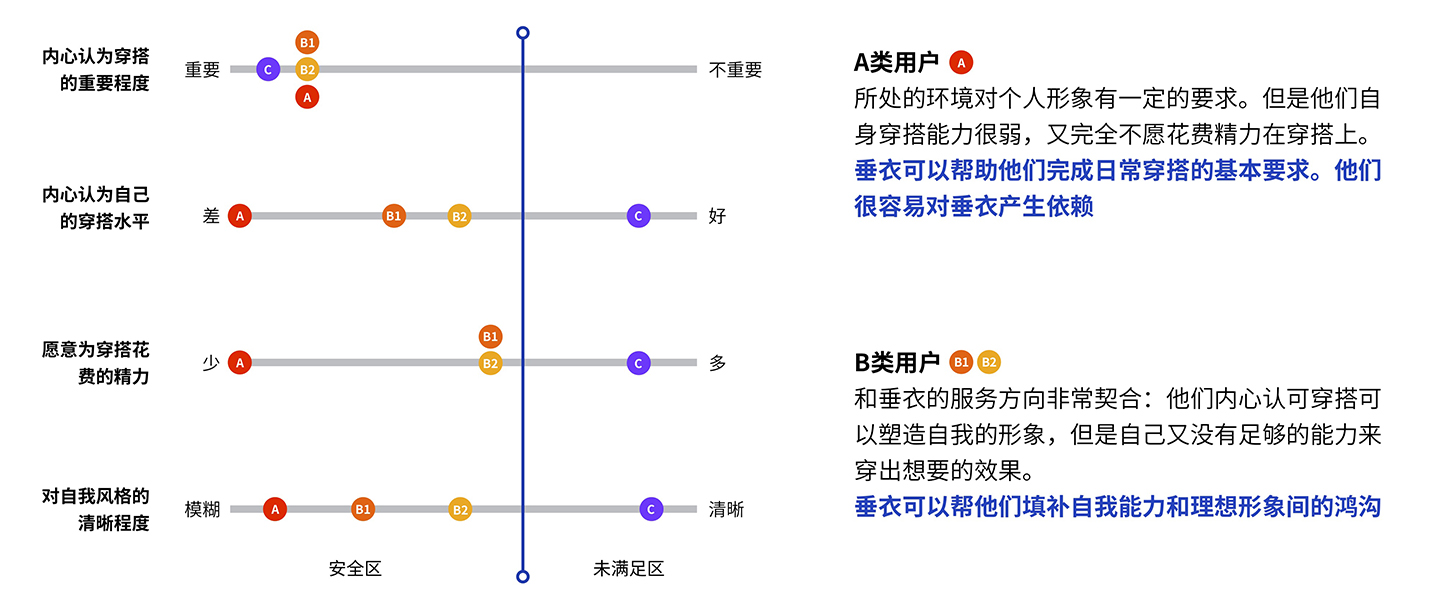 内心认为穿搭
的重要程度
重要
C
B1
B2
A
不重要
内心认为自己
的穿搭水平
差
A
B1
B2
C
好
愿意为穿搭花
费的精力
少
A
B1
B2
C
多
对自我风格的
清晰程度
模糊
A
B1
B2
C
清晰
安全区
未满足区
A类用户 A
所处的环境对个人形象有一定的要求。但是他们自
身穿搭能力很弱，又完全不愿花费精力在穿搭上。
垂衣可以帮助他们完成日常穿搭的基本要求。他们
很容易对垂衣产生依赖
B类用户 B1 B2
和垂衣的服务方向非常契合：他们内心认可穿搭可
以塑造自我的形象，但是自己又没有足够的能力来
穿出想要的效果。
垂衣可以帮他们填补自我能力和理想形象间的鸿沟